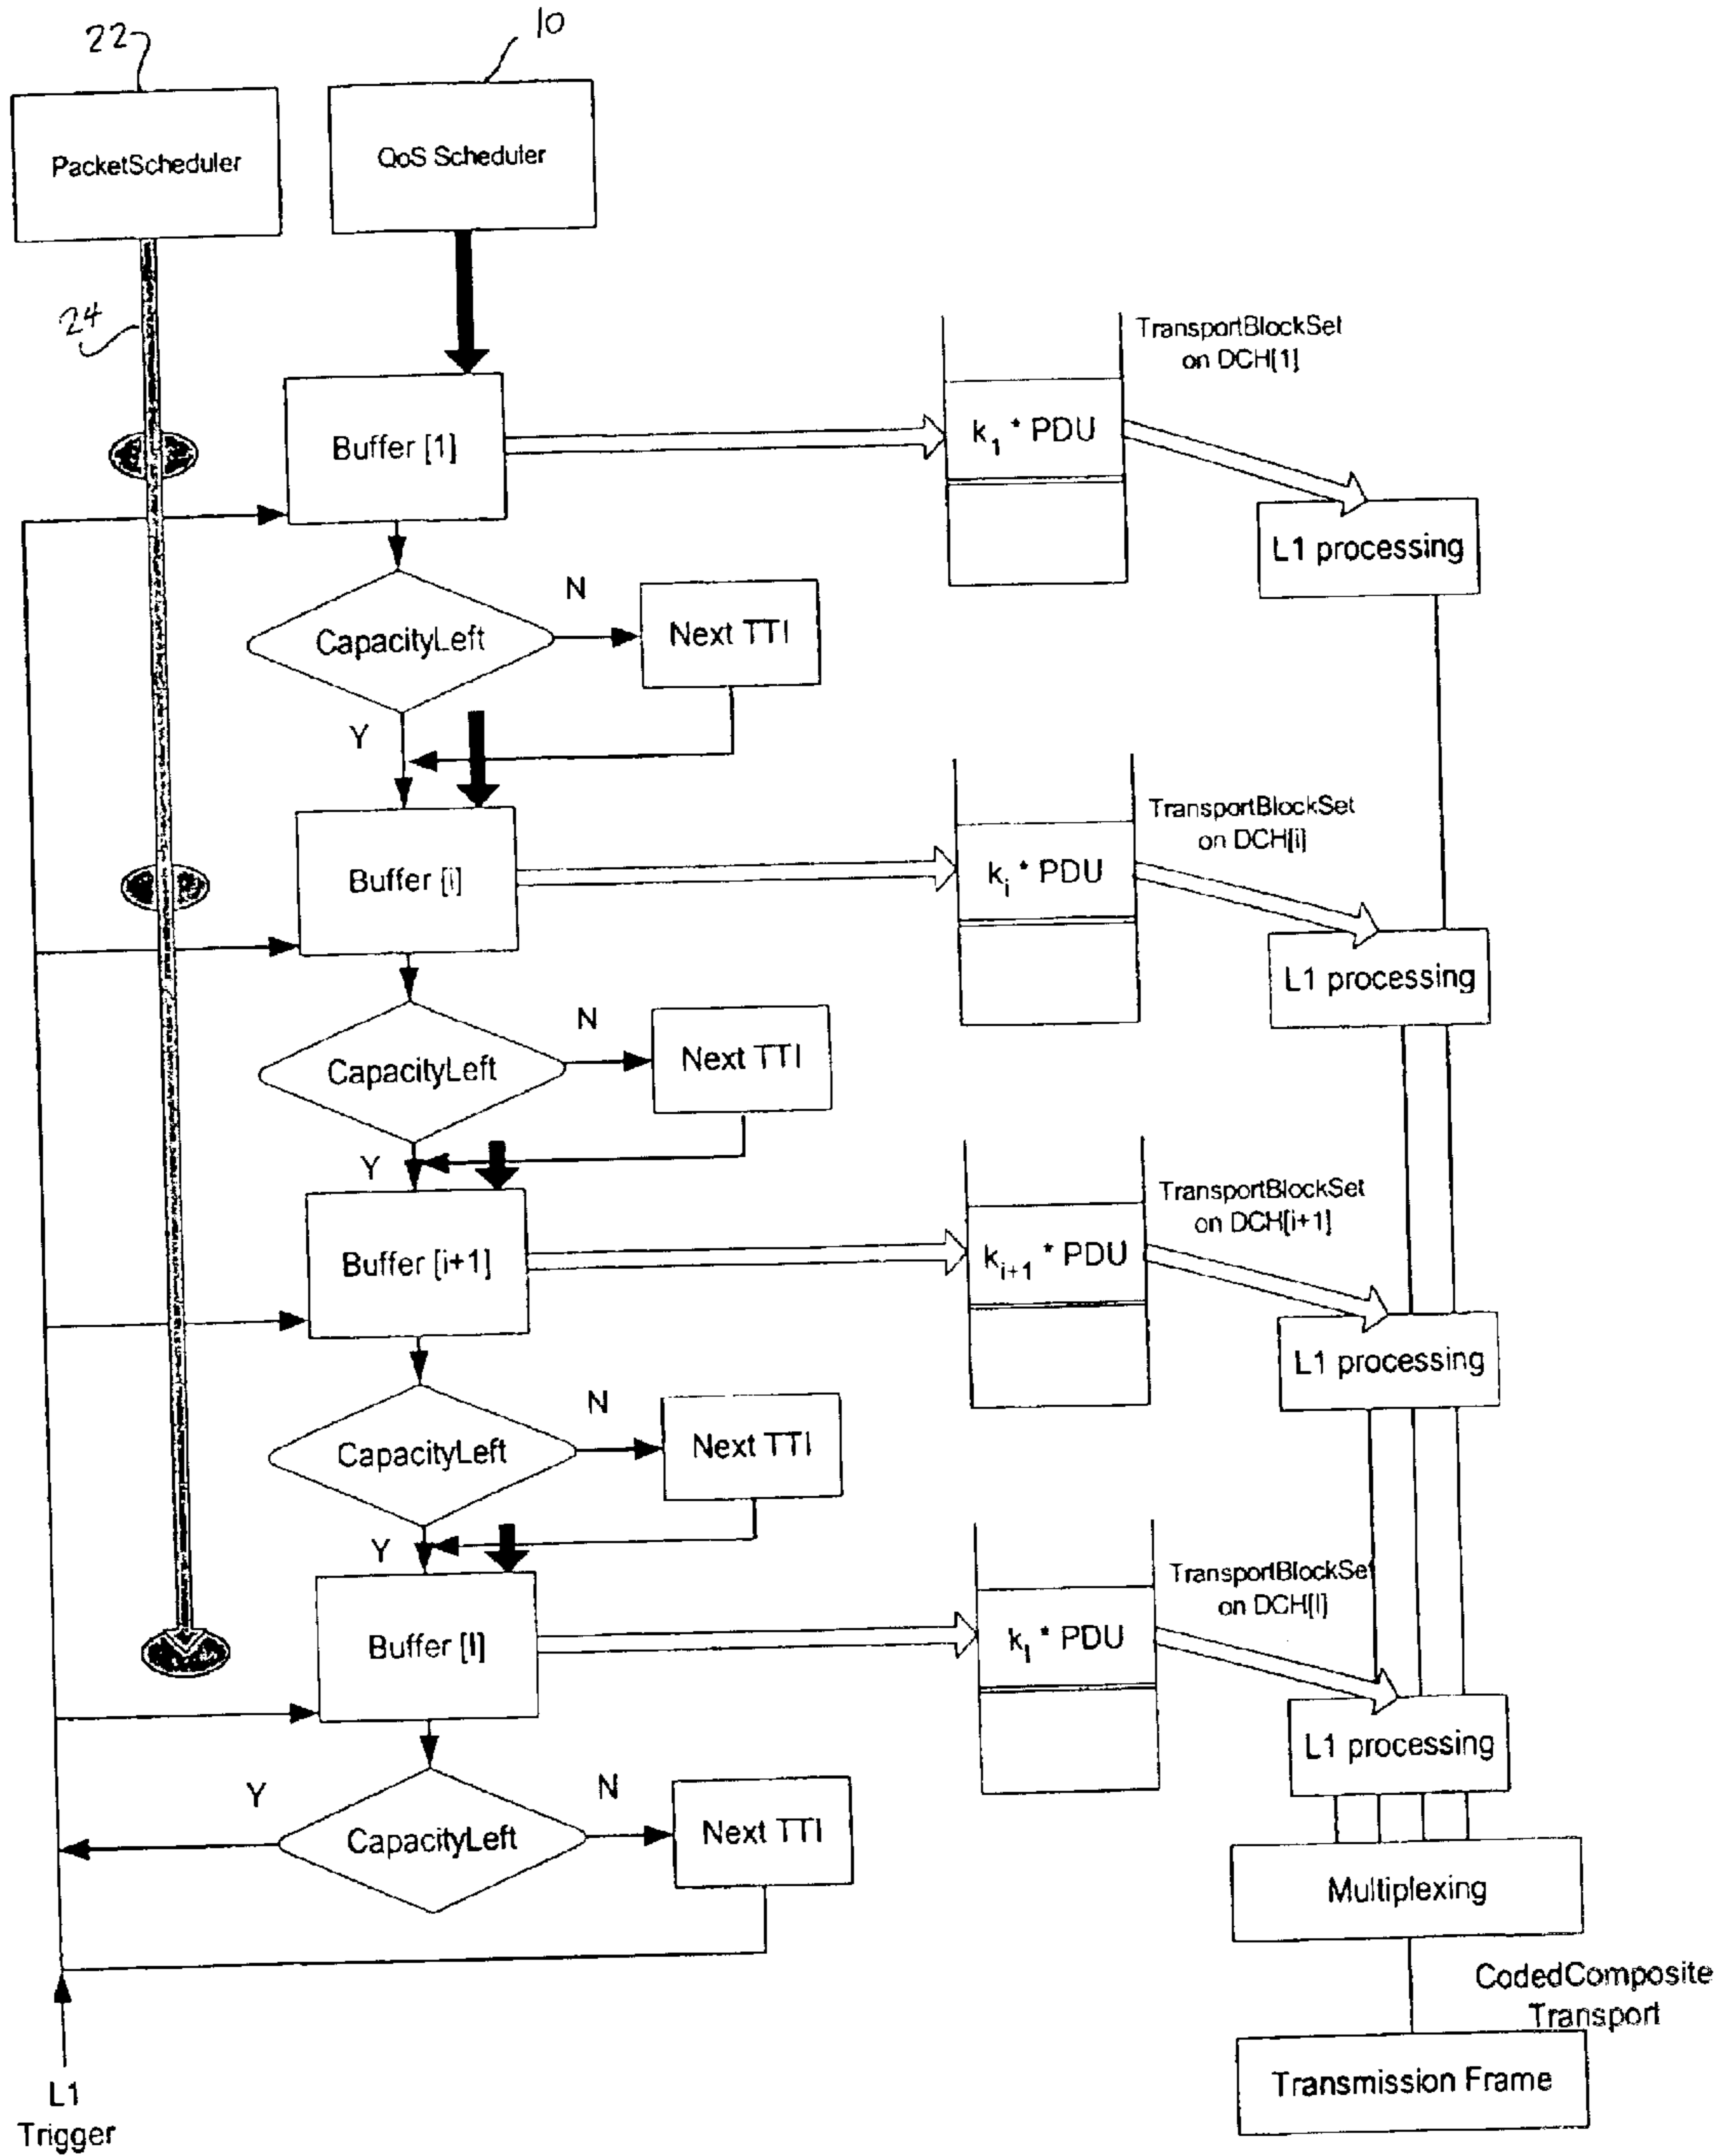 22
10
PacketScheduler
QoS Scheduler
24
TransportBlockSet
on DCH[1]
Buffer [1]
k1 * PDU
L1 processing
CapacityLeft
N
Next TTI
Y
TransportBlockSet
on DCH[i]
Buffer [i]
ki * PDU
L1 processing
CapacityLeft
N
Next TTI
Y
TransportBlockSet
on DCH[i+1]
Buffer [i+1]
ki+1 * PDU
L1 processing
CapacityLeft
N
Next TTI
Y
TransportBlockSet
on DCH[I]
Buffer [I]
kI * PDU
L1 processing
Y
CapacityLeft
N
Next TTI
Multiplexing
CodedComposite
Transport
Transmission Frame
L1
Trigger